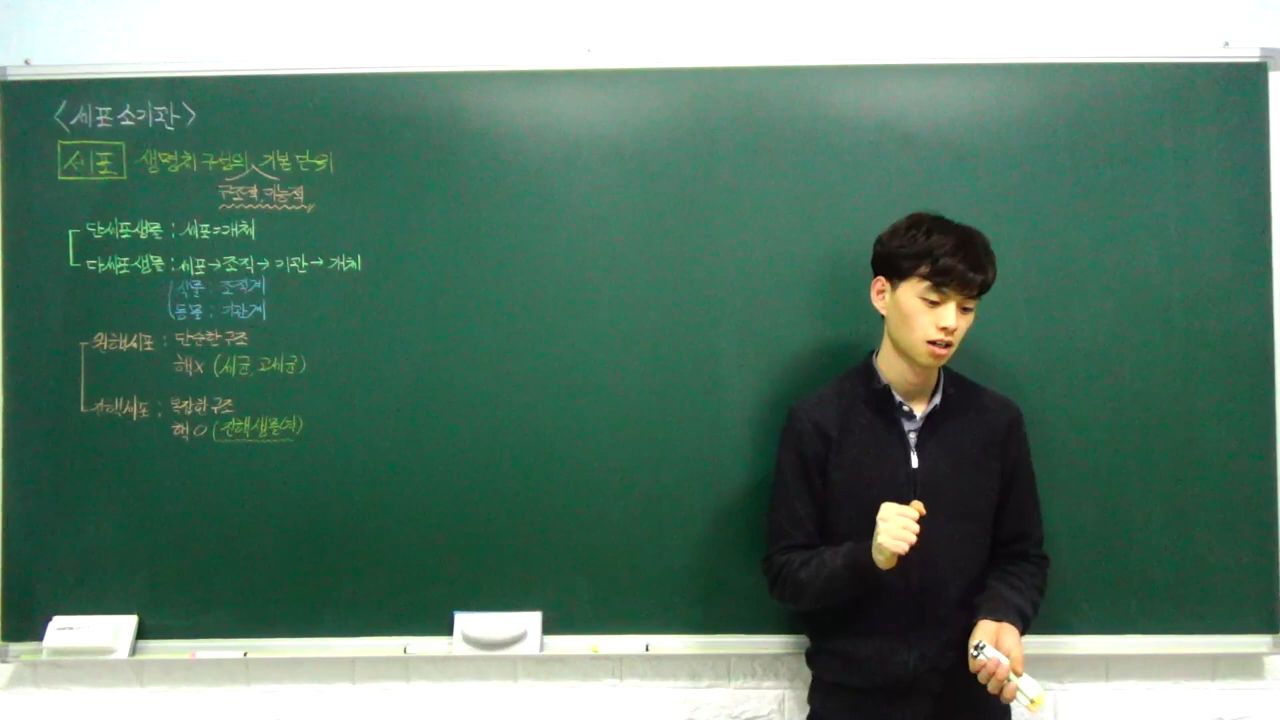 <세포 소기관>
세포 생명체 구성의 기본 단위
구조적, 기능적
단세포 생물 : 세포=개체
다세포 생물 : 세포→조직→기관→개체
식물 : 조직계
동물 : 기관계
원핵세포 : 단순한 구조
핵X (세균, 고세균)
진핵세포 : 복잡한 구조
핵O (진핵생물역)